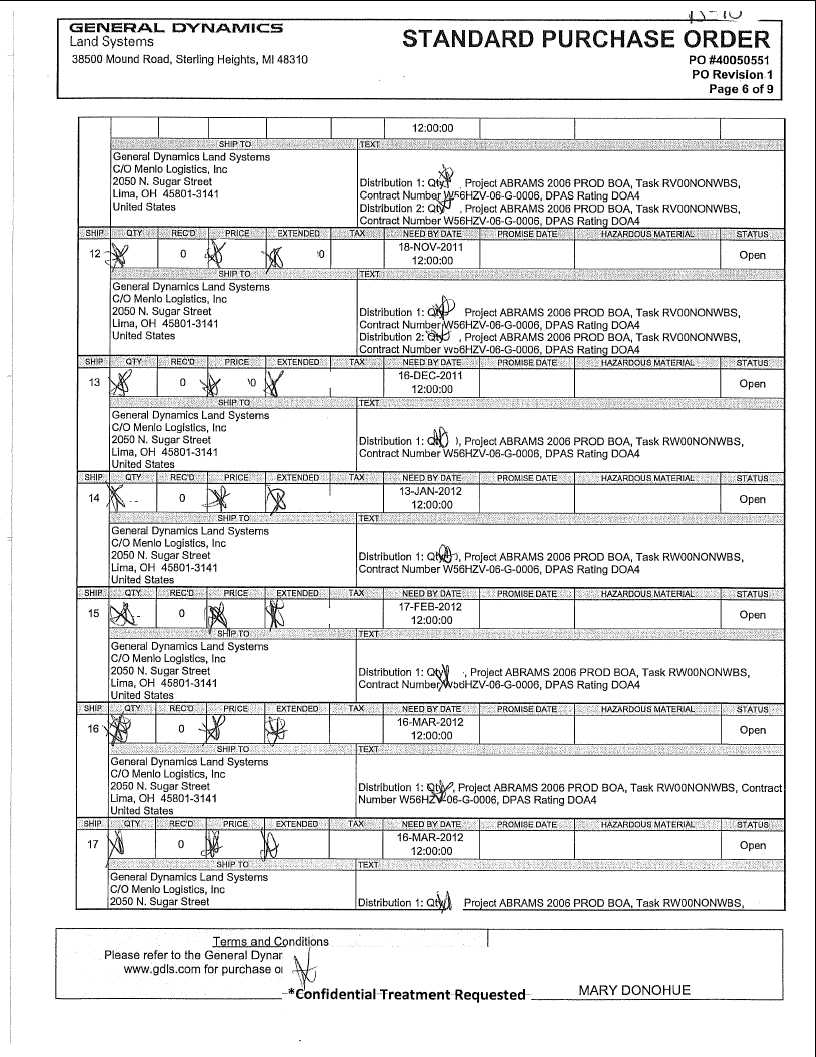 GENERAL DYNAMICS
Land Systems
38500 Mound Road, Sterling Heights, MI 48310
STANDARD PURCHASE ORDER
PO #40050551
PO Revision 1
Page 6 of 9
12:00:00
SHIP TO TEXT
General Dynamics Land Systems
C/O Menlo Logistics, Inc
2050 N. Sugar Street
Lima, OH 45801-3141
United States
Distribution 1: Qty , Project ABRAMS 2006 PROD BOA, Task RV00NONWBS,
Contract Number W56HZV-06-G-0006, DPAS Rating DOA4
Distribution 2: Qty , Project ABRAMS 2006 PROD BOA, Task RV00NONWBS,
Contract Number W56HZV-06-G-0006, DPAS Rating DOA4
SHIP QTY REC'D PRICE EXTENDED TAX NEED BY DATE PROMISE DATE HAZARDOUS MATERIAL STATUS
12 0 0 18-NOV-2011 12:00:00 Open
SHIP TO TEXT
General Dynamics Land Systems
C/O Menlo Logistics, Inc
2050 N. Sugar Street
Lima, OH 45801-3141
United States
Distribution 1: Project ABRAMS 2006 PROD BOA, Task RV00NONWBS,
Contract Number W56HZV-06-G-0006, DPAS Rating DOA4
Distribution 2: , Project ABRAMS 2006 PROD BOA, Task RV00NONWBS,
Contract Number W56HZV-06-G-0006, DPAS Rating DOA4
SHIP QTY REC'D PRICE EXTENDED TAX NEED BY DATE PROMISE DATE HAZARDOUS MATERIAL STATUS
13 0 0 16-DEC-2011 12:00:00 Open
SHIP TO TEXT
General Dynamics Land Systems
C/O Menlo Logistics, Inc
2050 N. Sugar Street
Lima, OH 45801-3141
United States
Distribution 1: ), Project ABRAMS 2006 PROD BOA, Task RW00NONWBS,
Contract Number W56HZV-06-G-0006, DPAS Rating DOA4
SHIP QTY REC'D PRICE EXTENDED TAX NEED BY DATE PROMISE DATE HAZARDOUS MATERIAL STATUS
14 0 13-JAN-2012 12:00:00 Open
SHIP TO TEXT
General Dynamics Land Systems
C/O Menlo Logistics, Inc
2050 N. Sugar Street
Lima, OH 45801-3141
United States
Distribution 1: Qty ), Project ABRAMS 2006 PROD BOA, Task RW00NONWBS,
Contract Number W56HZV-06-G-0006, DPAS Rating DOA4
SHIP QTY REC'D PRICE EXTENDED TAX NEED BY DATE PROMISE DATE HAZARDOUS MATERIAL STATUS
15 0 17-FEB-2012 12:00:00 Open
SHIP TO TEXT
General Dynamics Land Systems
C/O Menlo Logistics, Inc
2050 N. Sugar Street
Lima, OH 45801-3141
United States
Distribution 1: Qty , Project ABRAMS 2006 PROD BOA, Task RW00NONWBS,
Contract Number W56HZV-06-G-0006, DPAS Rating DOA4
SHIP QTY REC'D PRICE EXTENDED TAX NEED BY DATE PROMISE DATE HAZARDOUS MATERIAL STATUS
16 0 16-MAR-2012 12:00:00 Open
SHIP TO TEXT
General Dynamics Land Systems
C/O Menlo Logistics, Inc
2050 N. Sugar Street
Lima, OH 45801-3141
United States
Distribution 1: Qty , Project ABRAMS 2006 PROD BOA, Task RW00NONWBS, Contract
Number W56HZV-06-G-0006, DPAS Rating DOA4
SHIP QTY REC'D PRICE EXTENDED TAX NEED BY DATE PROMISE DATE HAZARDOUS MATERIAL STATUS
17 0 16-MAR-2012 12:00:00 Open
SHIP TO TEXT
General Dynamics Land Systems
C/O Menlo Logistics, Inc
2050 N. Sugar Street
Distribution 1: Qty Project ABRAMS 2006 PROD BOA, Task RW00NONWBS,
Terms and Conditions
Please refer to the General Dynar
www.gdls.com for purchase or
*Confidential Treatment Requested
MARY DONOHUE